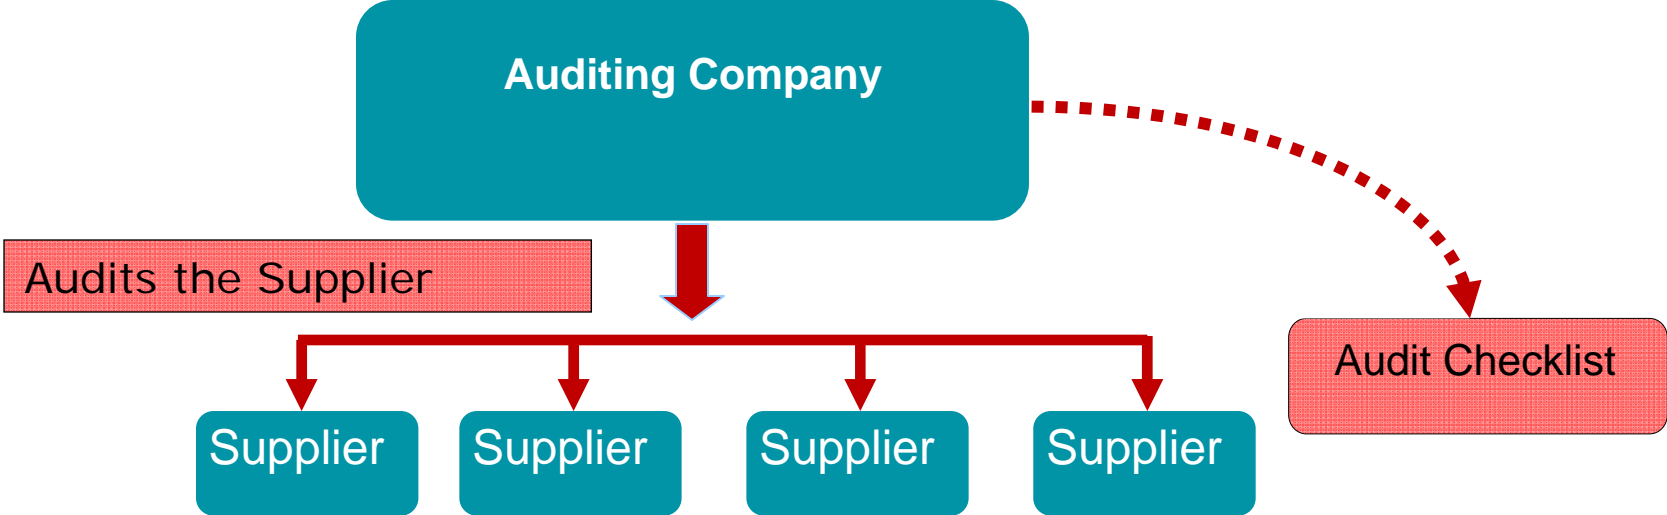 Auditing Company
Audits the Supplier
Audit Checklist
Supplier
Supplier
Supplier
Supplier